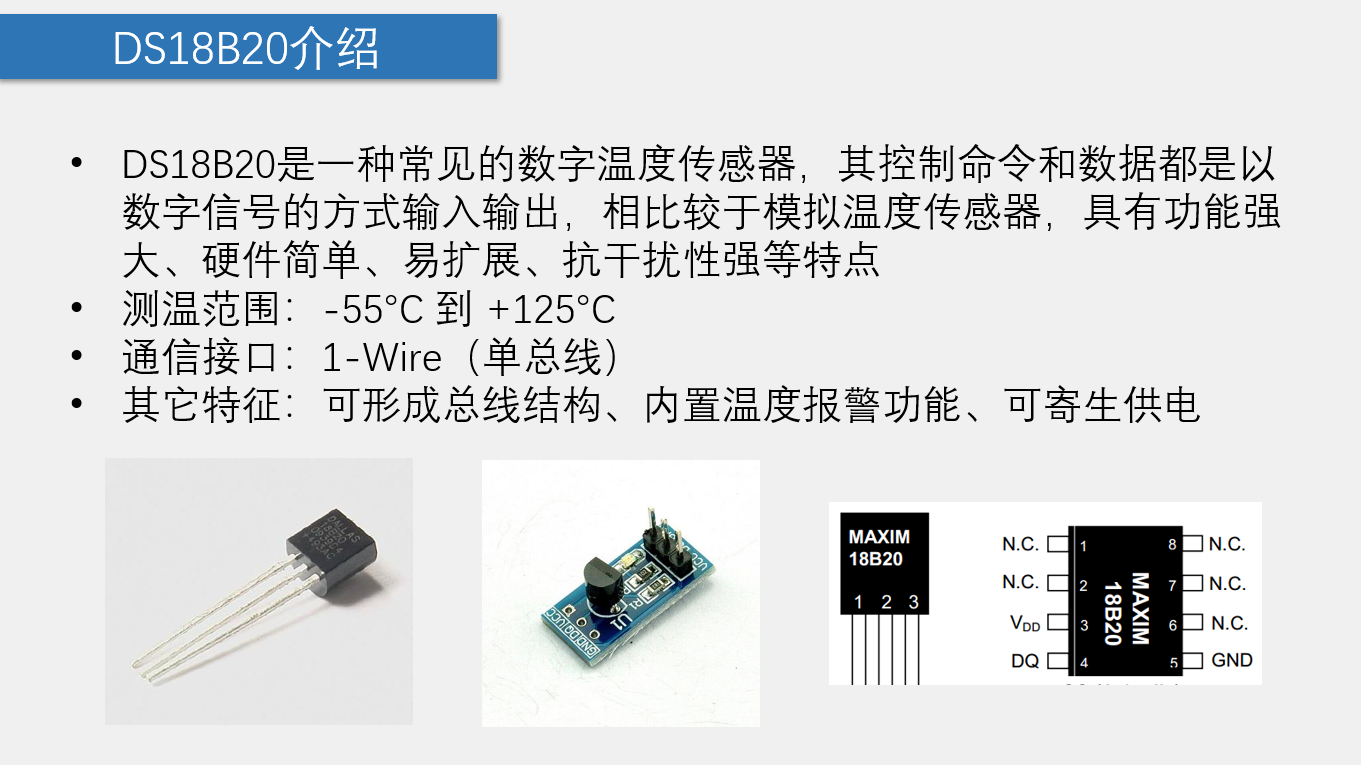 DS18B20介绍
• DS18B20是一种常见的数字温度传感器，其控制命令和数据都是以
数字信号的方式输入输出，相比较于模拟温度传感器，具有功能强
大、硬件简单、易扩展、抗干扰性强等特点
• 测温范围：-55°C 到 +125°C
• 通信接口：1-Wire（单总线）
• 其它特征：可形成总线结构、内置温度报警功能、可寄生供电
DALLAS
VCC
R1
U1
GND DQ VCC
MAXIM
18B20
1 2 3
N.C. 1 8 N.C.
N.C. 2 7 N.C.
VDD 3 6 N.C.
DQ 4 5 GND
MAXIM
18B20